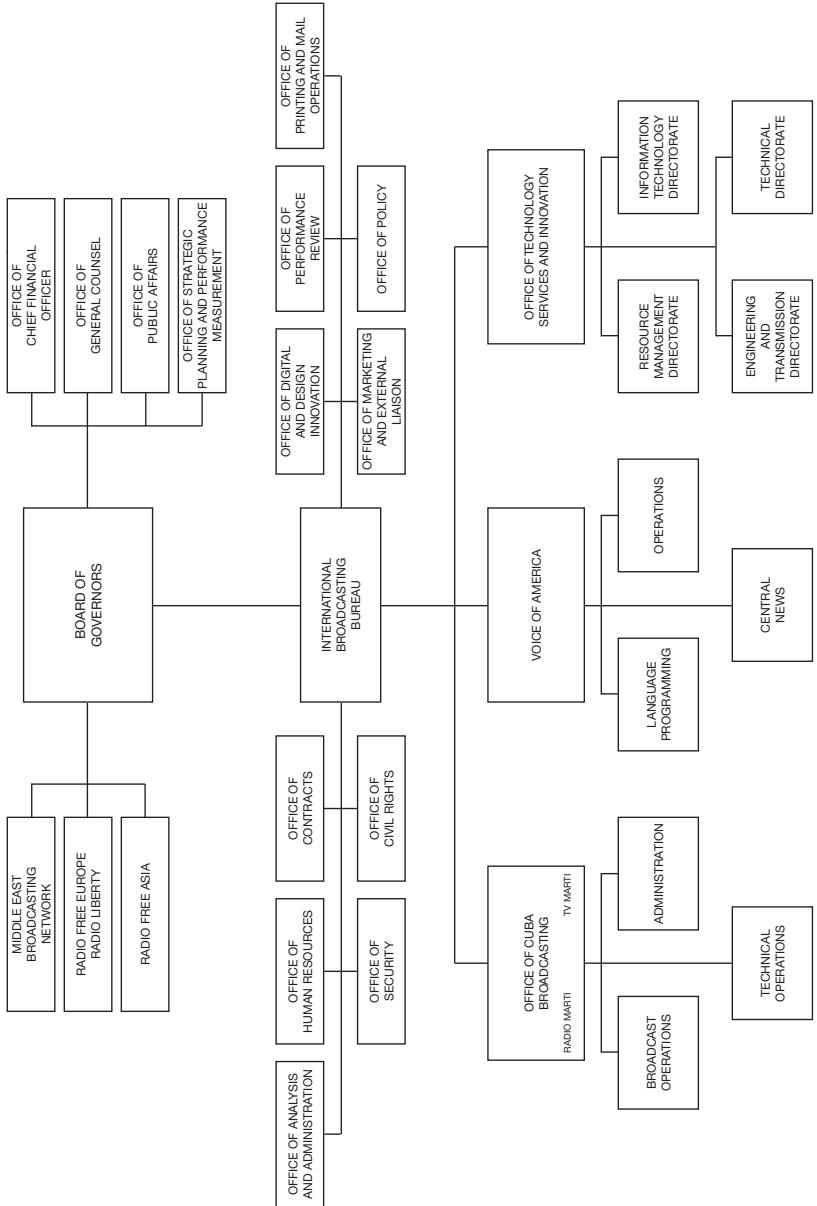 BOARD OF
GOVERNORS
MIDDLE EAST
BROADCASTING
NETWORK
RADIO FREE EUROPE
RADIO LIBERTY
RADIO FREE ASIA
OFFICE OF
CHIEF FINANCIAL
OFFICER
OFFICE OF
GENERAL COUNSEL
OFFICE OF
PUBLIC AFFAIRS
OFFICE OF STRATEGIC
PLANNING AND PERFORMANCE
MEASUREMENT
INTERNATIONAL
BROADCASTING
BUREAU
OFFICE OF ANALYSIS
AND ADMINISTRATION
OFFICE OF
HUMAN RESOURCES
OFFICE OF
CONTRACTS
OFFICE OF
SECURITY
OFFICE OF
CIVIL RIGHTS
OFFICE OF DIGITAL
AND DESIGN
INNOVATION
OFFICE OF
PERFORMANCE
REVIEW
OFFICE OF
PRINTING AND MAIL
OPERATIONS
OFFICE OF MARKETING
AND EXTERNAL
LIAISON
OFFICE OF POLICY
OFFICE OF CUBA
BROADCASTING
RADIO MARTI
TV MARTI
BROADCAST
OPERATIONS
ADMINISTRATION
TECHNICAL
OPERATIONS
VOICE OF AMERICA
LANGUAGE
PROGRAMMING
OPERATIONS
CENTRAL
NEWS
OFFICE OF TECHNOLOGY
SERVICES AND INNOVATION
RESOURCE
MANAGEMENT
DIRECTORATE
INFORMATION
TECHNOLOGY
DIRECTORATE
ENGINEERING
AND
TRANSMISSION
DIRECTORATE
TECHNICAL
DIRECTORATE